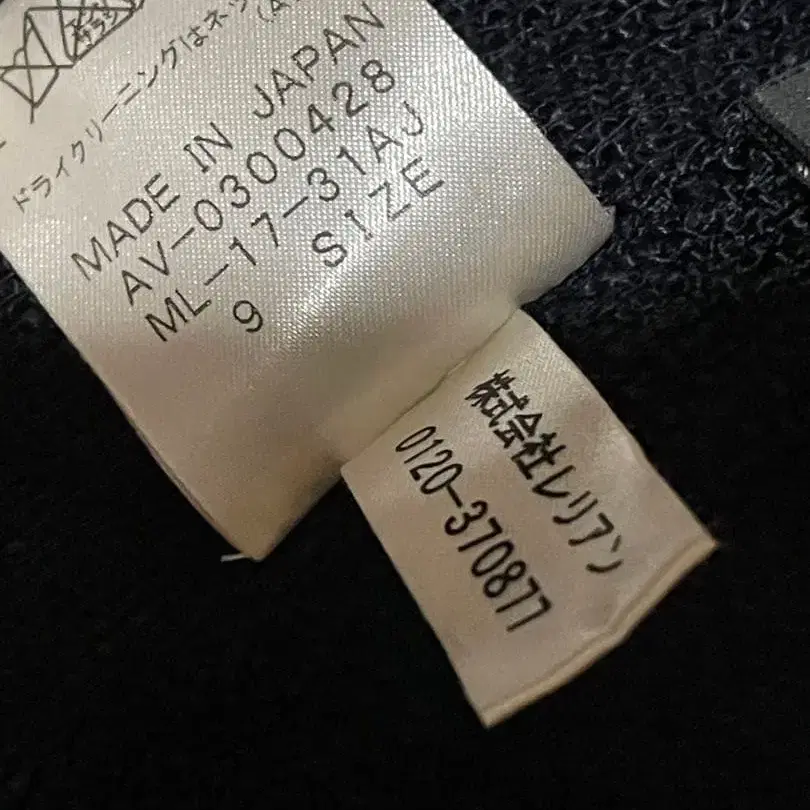 ドライクリーニングはネッ
(A
MADE IN JAPAN
AV-0300428
ML-17-31AJ
9 SIZE
株式会社レリアン
0120-370877